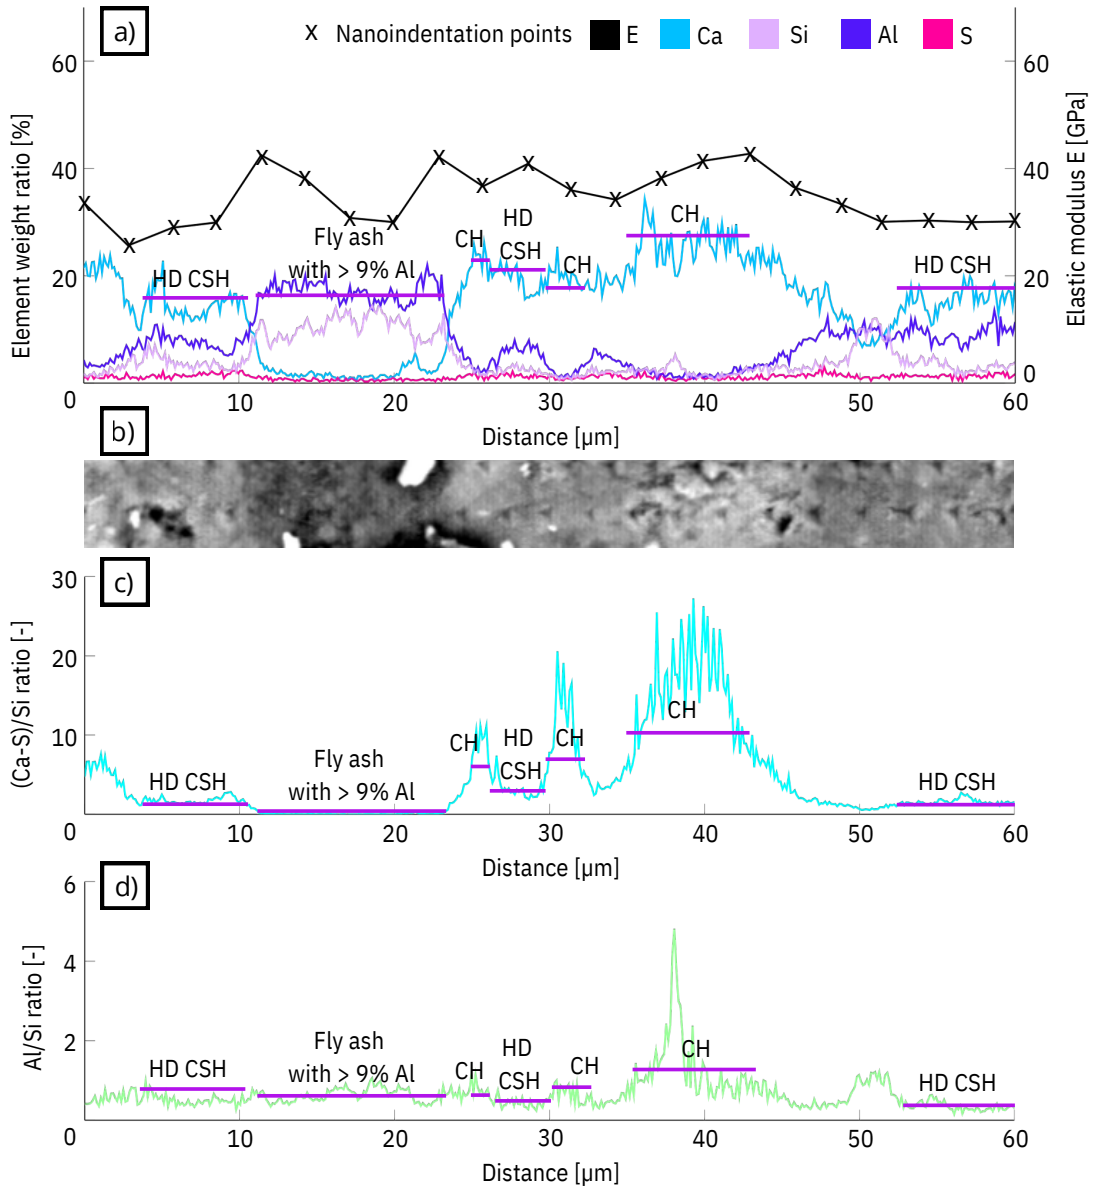 a)
x Nanoindentation points E Ca Si Al S
60 60
40 40
20 20
0 0
Element weight ratio [%]
Elastic modulus E [GPa]
HD CSH
Fly ash
with > 9% Al
CH
HD
CSH
CH
CH
HD CSH
10 20 30 40 50 60
Distance [µm]
b)
c)
30
20
10
0
(Ca-S)/Si ratio [-]
HD CSH
Fly ash
with > 9% Al
CH
HD
CSH
CH
CH
HD CSH
10 20 30 40 50 60
Distance [µm]
d)
6
4
2
0
Al/Si ratio [-]
HD CSH
Fly ash
with > 9% Al
CH
HD
CSH
CH
CH
HD CSH
10 20 30 40 50 60
Distance [µm]